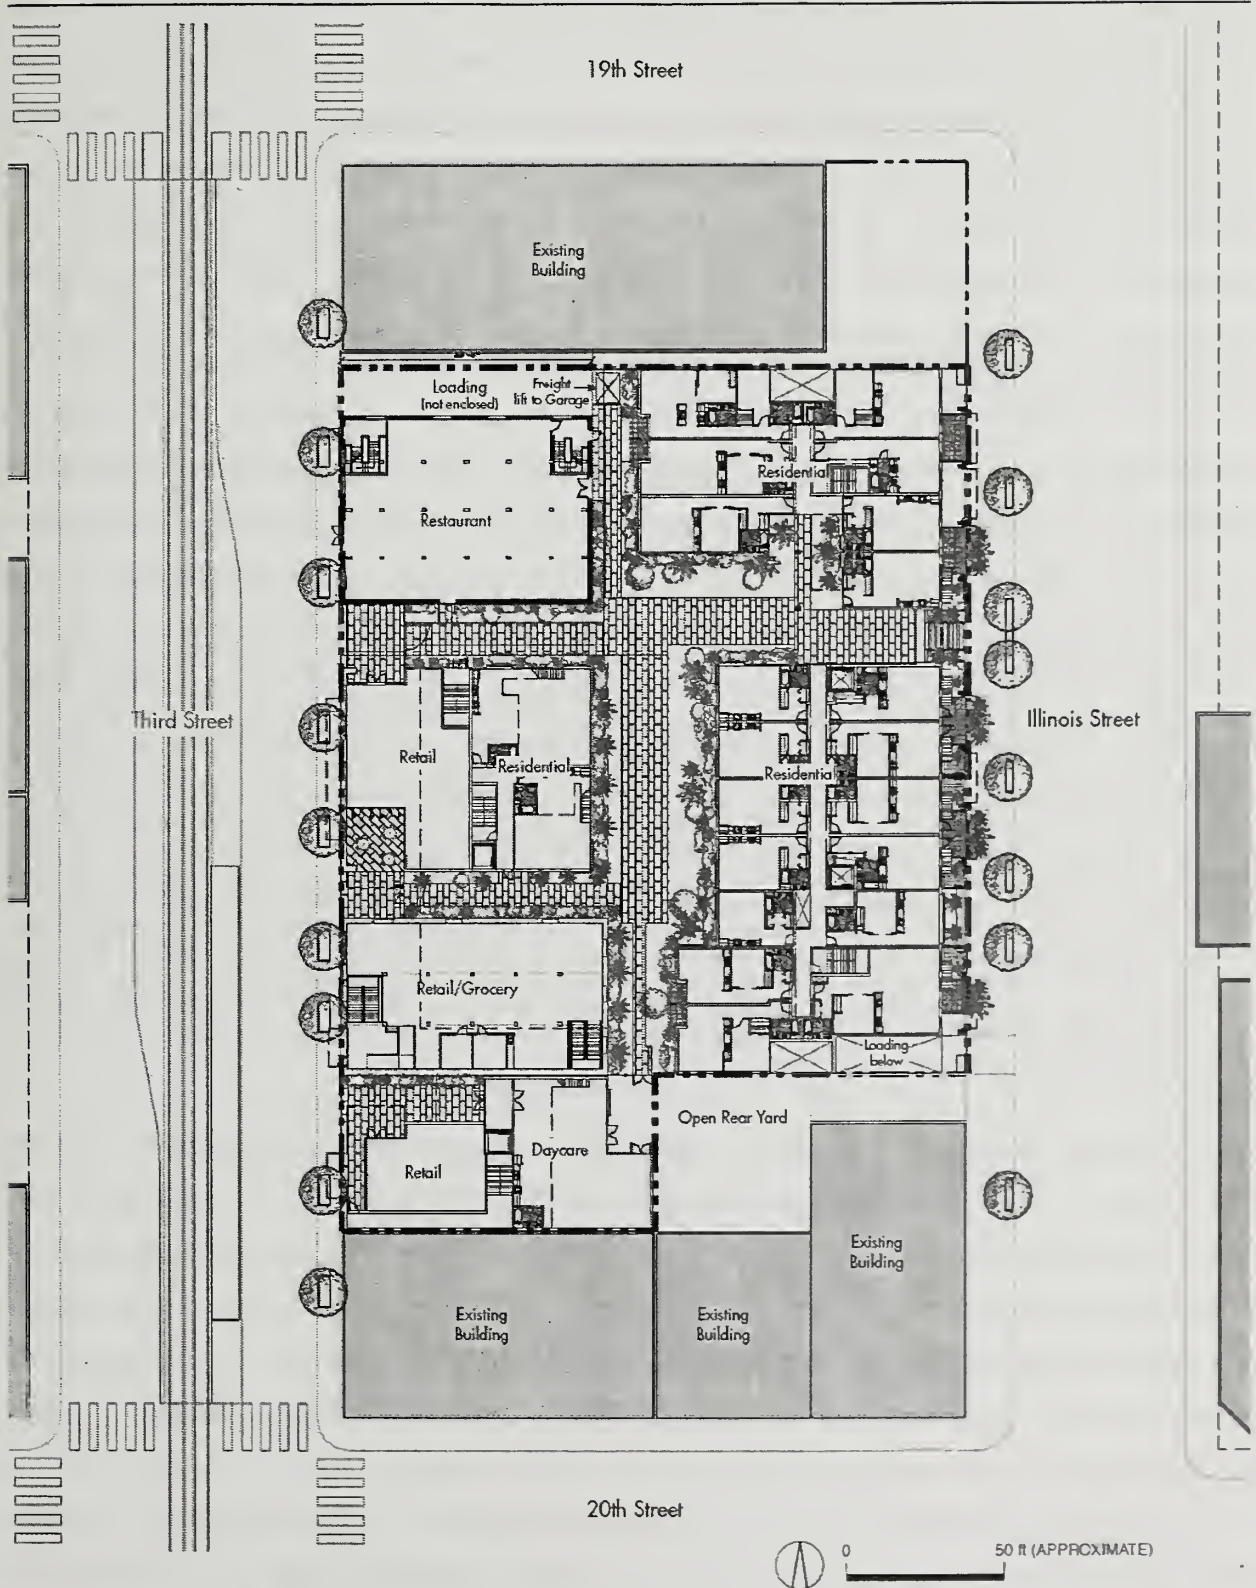 19th Street
Existing
Building
Loading
(not enclosed)
Freight
lift to Garage
Residential
Restaurant
Third Street
Illinois Street
Retail
Residential
Residential
Retail/Grocery
Loading
below
Open Rear Yard
Daycare
Retail
Existing
Building
Existing
Building
Existing
Building
20th Street
0
50 ft (APPROXIMATE)